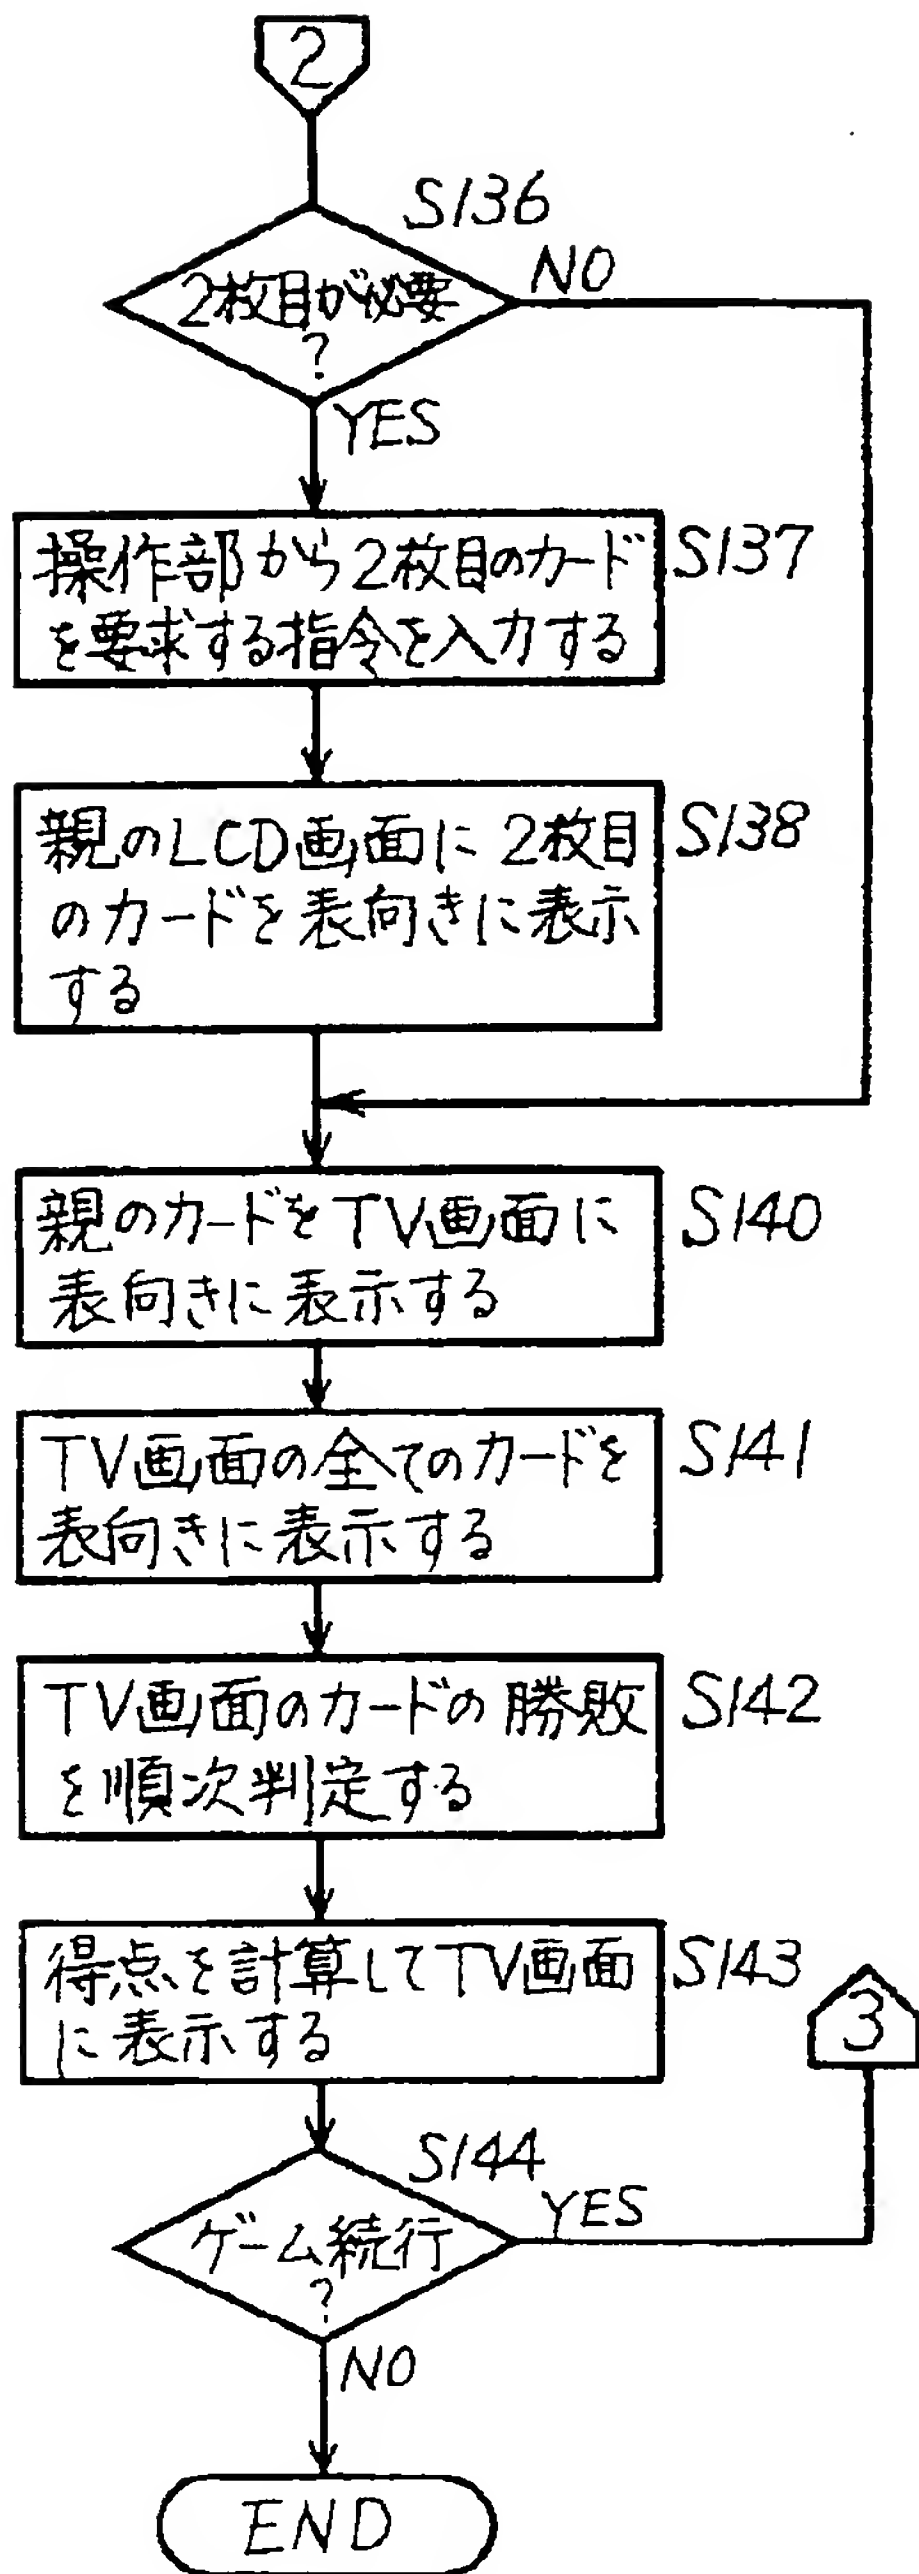 2
S136
2枚目が必要
?
NO
YES
操作部から2枚目のカード
を要求する指令を入力する
S137
親のLCD画面に2枚目
のカードを表向きに表示
する
S138
親のカードをTV画面に
表向きに表示する
S140
TV画面の全てのカードを
表向きに表示する
S141
TV画面のカードの勝敗
を順次判定する
S142
得点を計算してTV画面
に表示する
S143
3
S144
ゲーム続行
?
YES
NO
END